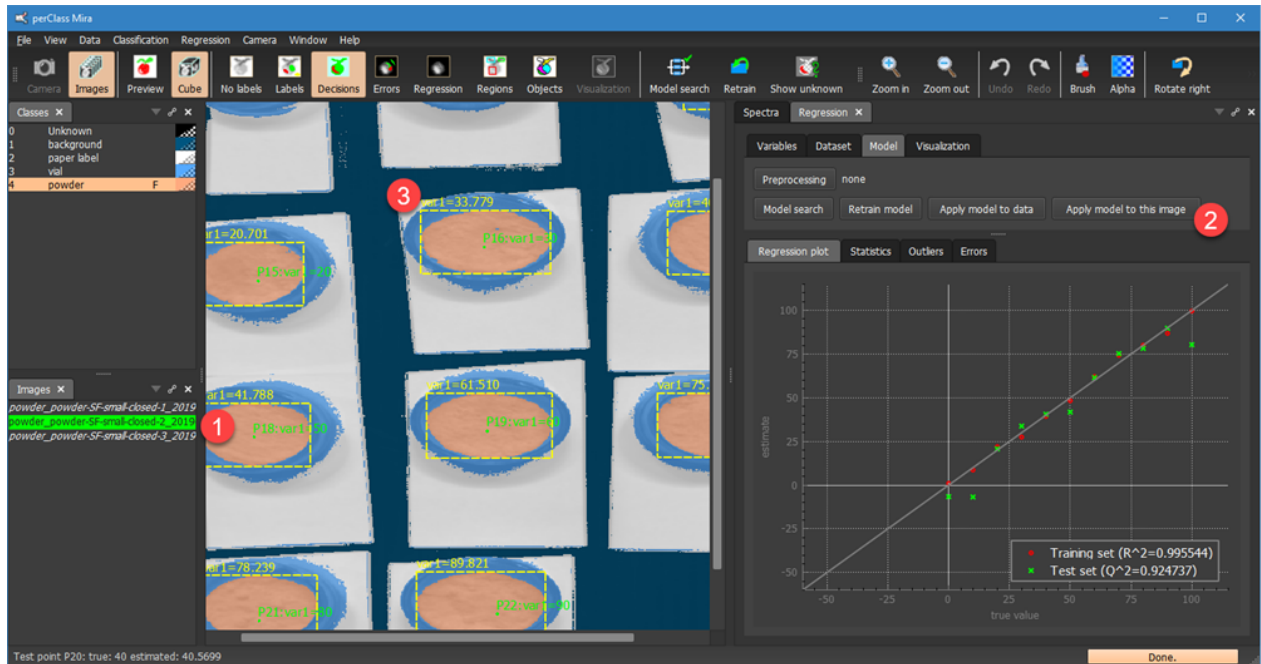 perClass Mira
File View Data Classification Regression Camera Window Help
Camera Images Preview Cube No labels Labels Decisions Errors Regression Regions Objects Visualization Model search Retrain Show unknown Zoom in Zoom out Undo Redo Brush Alpha Rotate right
Classes
0 Unknown
1 background
2 paper label
3 vial
4 powder F
Images
powder_powder-SF-small-closed-1_2019
powder_powder-SF-small-closed-2_2019
powder_powder-SF-small-closed-3_2019
1
3
var1=33.779
P16:var1=
var1=20.701
P15:var1=20
var1=41.788
P18:var1=50
var1=61.510
P19:var1=60
var1=75.
var1=78.239
P21:var1=80
var1=89.821
P22:var1=90
Spectra Regression
Variables Dataset Model Visualization
Preprocessing none
Model search Retrain model Apply model to data Apply model to this image
2
Regression plot Statistics Outliers Errors
100
75
50
25
0
-25
-50
estimate
-50 -25 0 25 50 75 100
true value
Training set (R^2=0.995544)
Test set (Q^2=0.924737)
Test point P20: true: 40 estimated: 40.5699
Done.